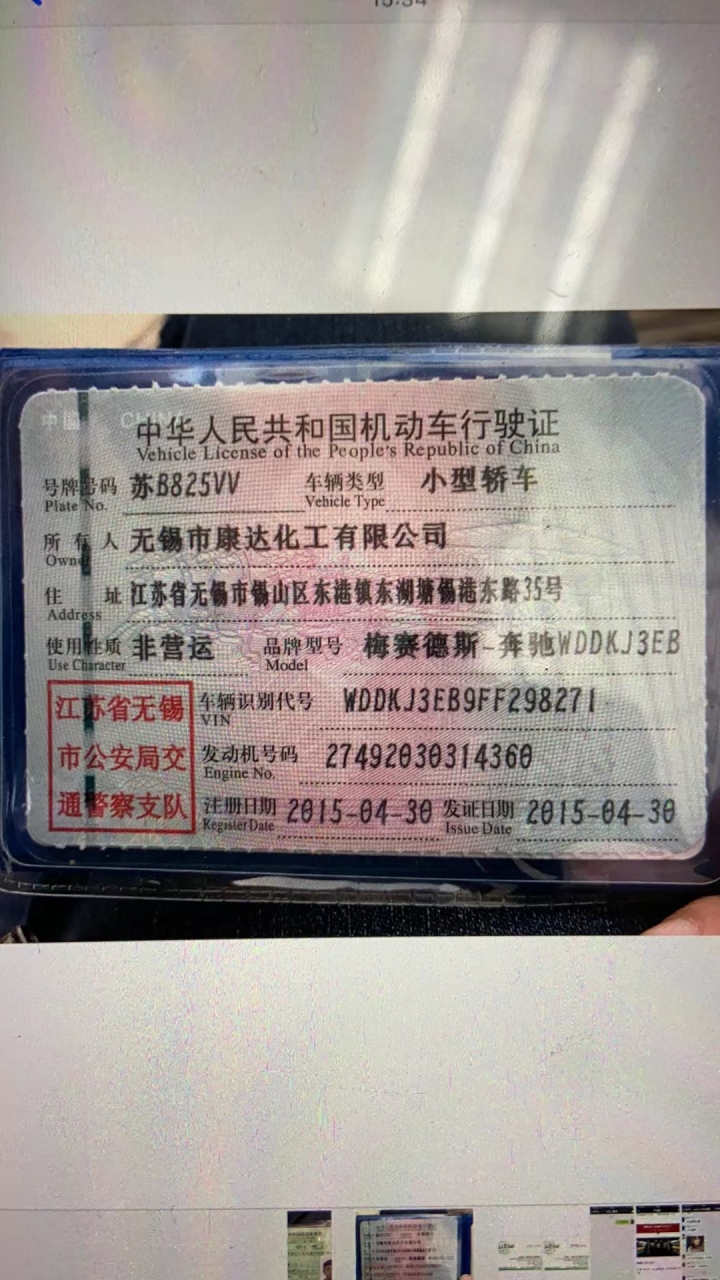 15:34
中国 CHINA
中华人民共和国机动车行驶证
Vehicle License of the People's Republic of China
号牌号码 苏B825VV 车辆类型 小型轿车
Plate No. Vehicle Type
所有人 无锡市康达化工有限公司
Owner
住址 江苏省无锡市锡山区东港镇东湖塘锡港东路35号
Address
使用性质 非营运 品牌型号 梅赛德斯-奔驰WDDKJ3EB
Use Character Model
江苏省无锡
市公安局交
通警察支队
车辆识别代号 WDDKJ3EB9FF298271
VIN
发动机号码 27492030314360
Engine No.
注册日期 2015-04-30 发证日期 2015-04-30
Register Date Issue Date